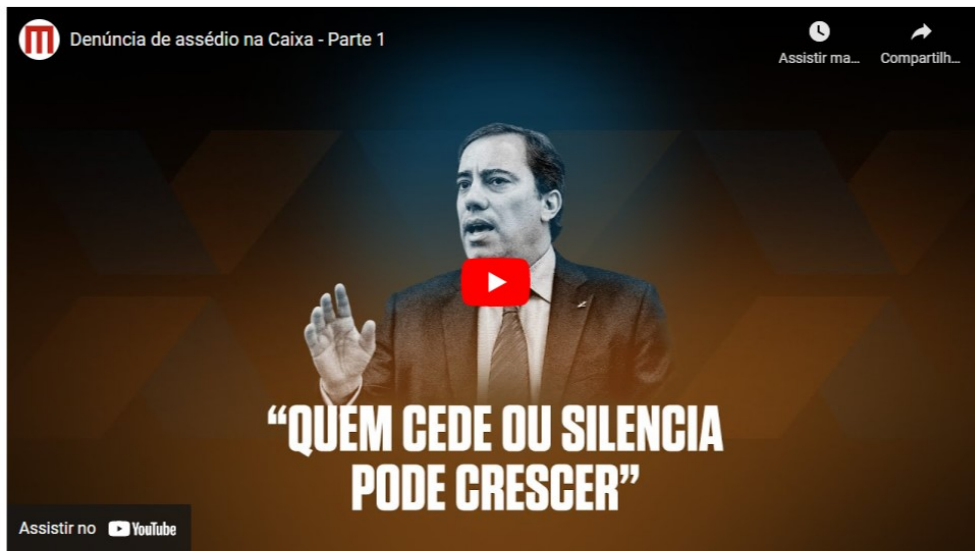 Denúncia de assédio na Caixa - Parte 1
Assistir ma...
Compartilh...
“QUEM CEDE OU SILENCIA
PODE CRESCER”
Assistir no YouTube